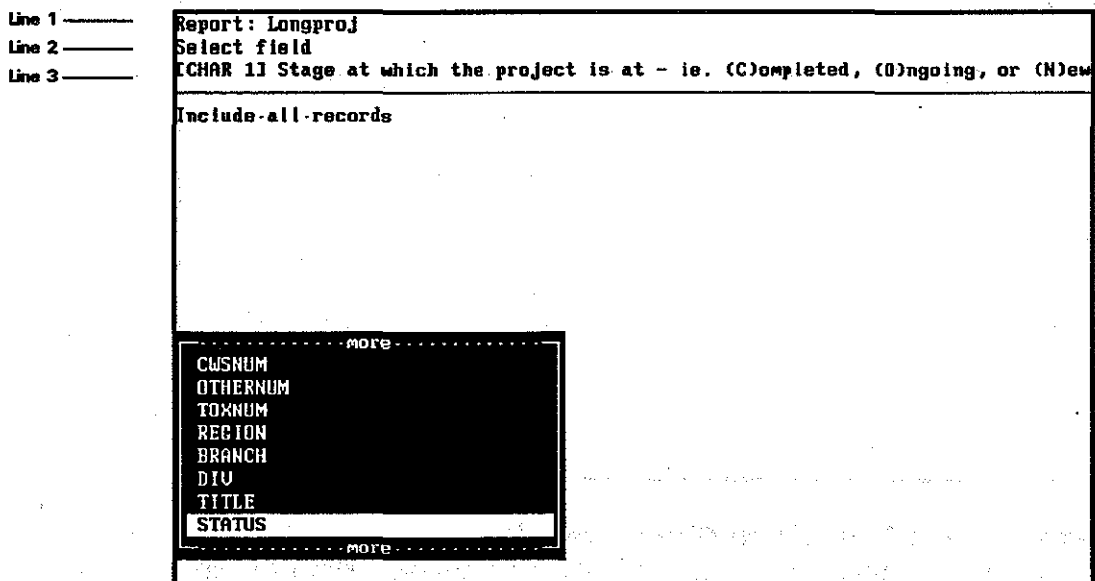 Line 1 Report: Longproj
Line 2 Select field
Line 3 [CHAR 1] Stage at which the project is at - ie. (C)ompleted, (O)ngoing, or (N)ew
Include all records
more
CWSNUM
OTHERNUM
TOXNUM
REGION
BRANCH
DIV
TITLE
STATUS
more